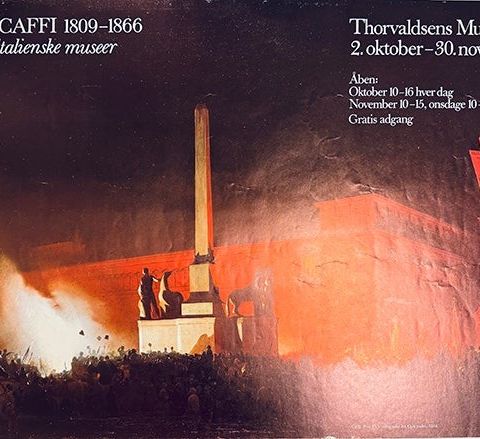 CAFFI 1809–1866
italienske museer
Thorvaldsens Mu
2. oktober–30. nov
Åben:
Oktober 10–16 hver dag
November 10–15, onsdage 10–
Gratis adgang